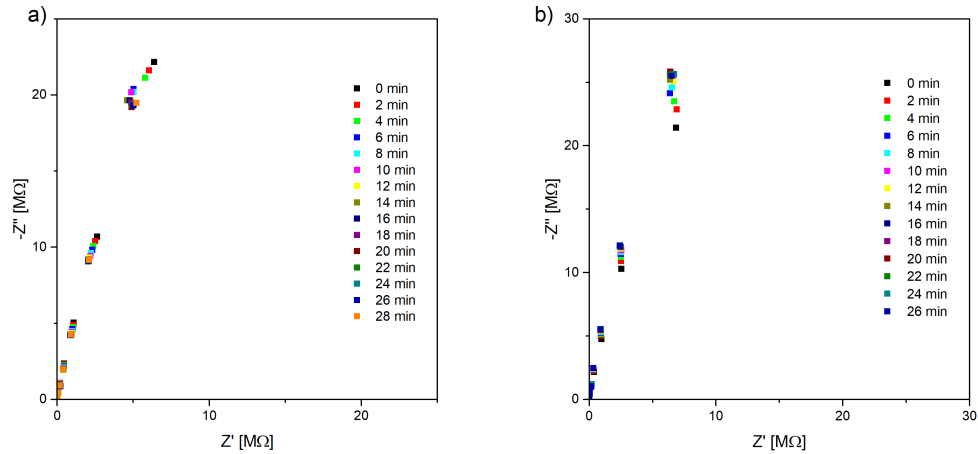 a)
-Z'' [MΩ]
20
10
0
0
10
20
Z' [MΩ]
0 min
2 min
4 min
6 min
8 min
10 min
12 min
14 min
16 min
18 min
20 min
22 min
24 min
26 min
28 min
b)
-Z'' [MΩ]
30
20
10
0
0
10
20
30
Z' [MΩ]
0 min
2 min
4 min
6 min
8 min
10 min
12 min
14 min
16 min
18 min
20 min
22 min
24 min
26 min